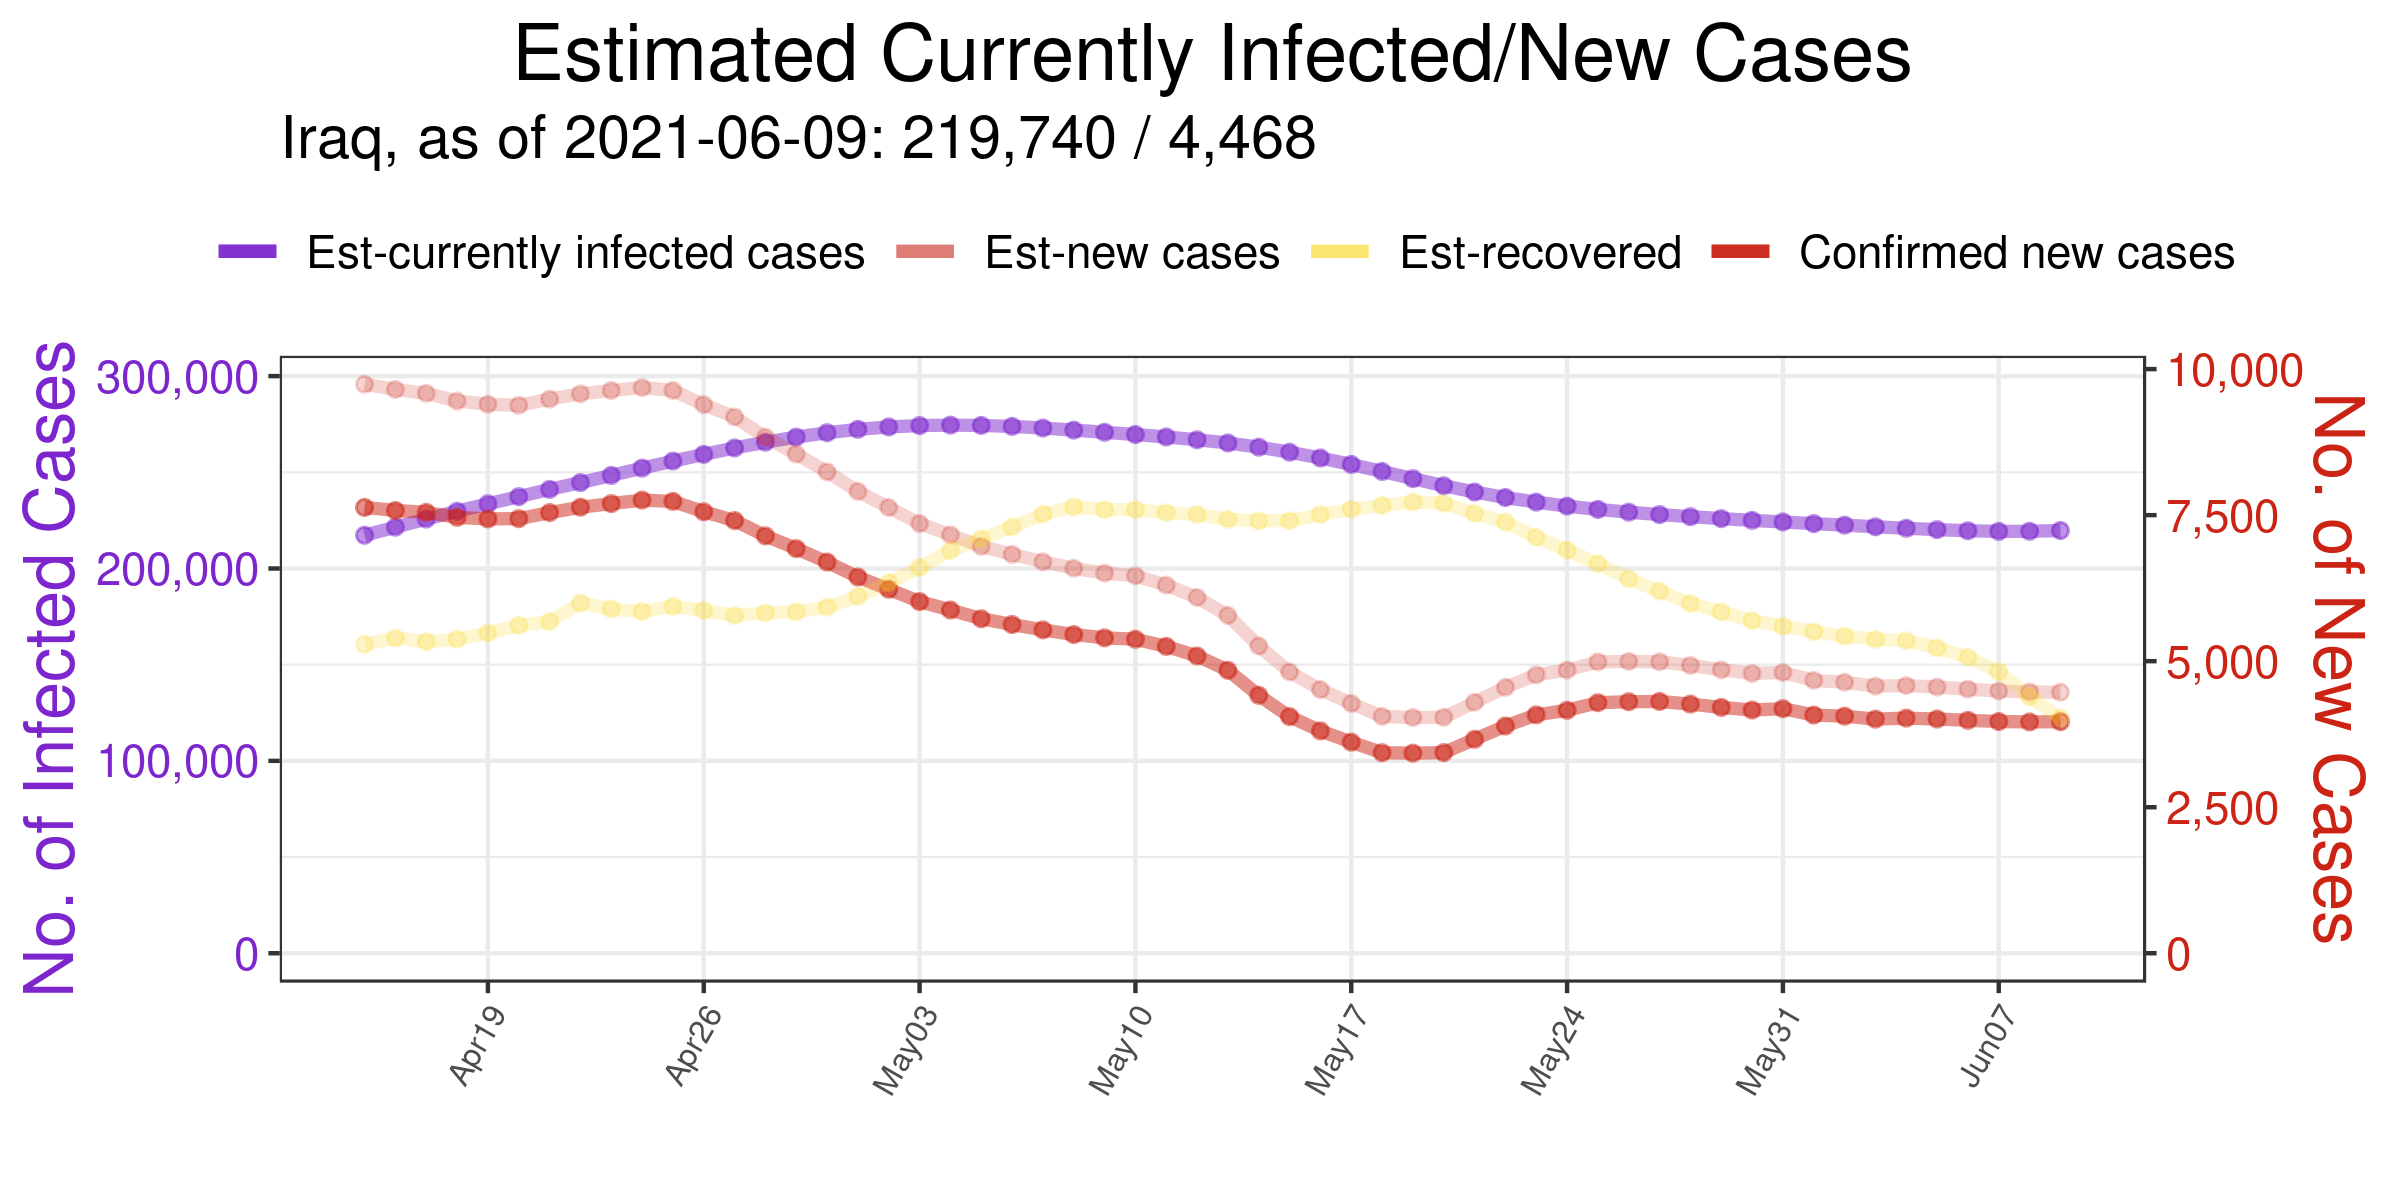 Estimated Currently Infected/New Cases
Iraq, as of 2021-06-09: 219,740 / 4,468
Est-currently infected cases Est-new cases Est-recovered Confirmed new cases
No. of Infected Cases
300,000
200,000
100,000
0
10,000
7,500
5,000
2,500
0
No. of New Cases
Apr19 Apr26 May03 May10 May17 May24 May31 Jun07